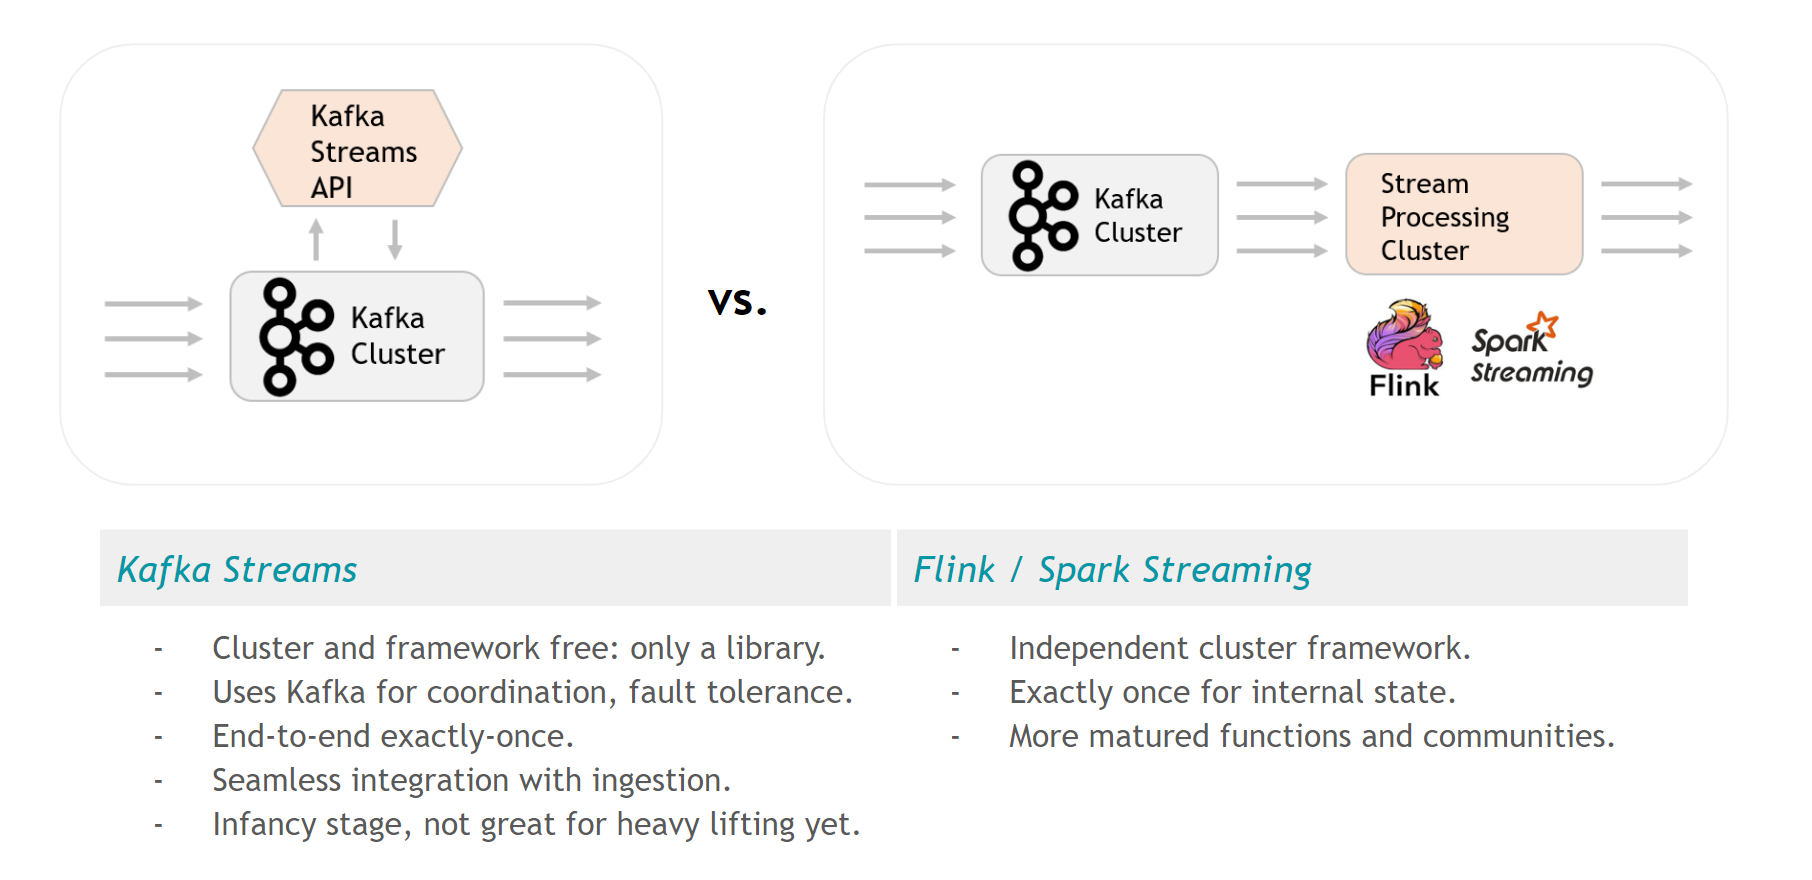 Kafka
Streams
API
Kafka
Cluster
vs.
Kafka
Cluster
Stream
Processing
Cluster
Flink
Spark
Streaming
Kafka Streams
- Cluster and framework free: only a library.
- Uses Kafka for coordination, fault tolerance.
- End-to-end exactly-once.
- Seamless integration with ingestion.
- Infancy stage, not great for heavy lifting yet.
Flink / Spark Streaming
- Independent cluster framework.
- Exactly once for internal state.
- More matured functions and communities.